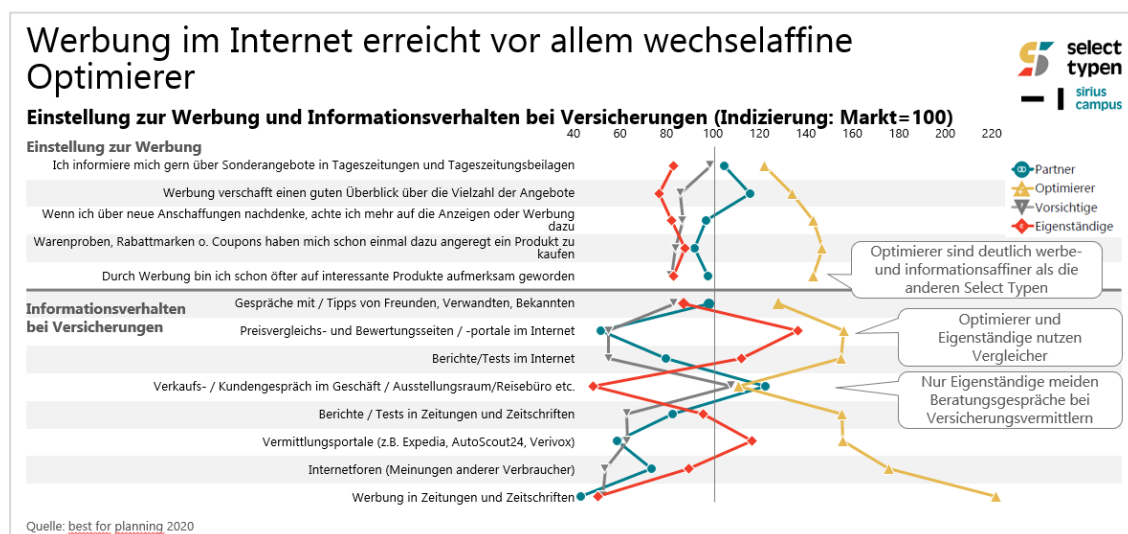 Werbung im Internet erreicht vor allem wechselaffine
Optimierer
select
typen
sirius
campus
Einstellung zur Werbung und Informationsverhalten bei Versicherungen (Indizierung: Markt=100)
40 60 80 100 120 140 160 180 200 220
Einstellung zur Werbung
Ich informiere mich gern über Sonderangebote in Tageszeitungen und Tageszeitungsbeilagen
Werbung verschafft einen guten Überblick über die Vielzahl der Angebote
Wenn ich über neue Anschaffungen nachdenke, achte ich mehr auf die Anzeigen oder Werbung
dazu
Warenproben, Rabattmarken o. Coupons haben mich schon einmal dazu angeregt ein Produkt zu
kaufen
Durch Werbung bin ich schon öfter auf interessante Produkte aufmerksam geworden
Partner
Optimierer
Vorsichtige
Eigenständige
Optimierer sind deutlich werbe-
und informationsaffiner als die
anderen Select Typen
Informationsverhalten
bei Versicherungen
Gespräche mit / Tipps von Freunden, Verwandten, Bekannten
Preisvergleichs- und Bewertungsseiten / -portale im Internet
Berichte/Tests im Internet
Verkaufs- / Kundengespräch im Geschäft / Ausstellungsraum/Reisebüro etc.
Berichte / Tests in Zeitungen und Zeitschriften
Vermittlungsportale (z.B. Expedia, AutoScout24, Verivox)
Internetforen (Meinungen anderer Verbraucher)
Werbung in Zeitungen und Zeitschriften
Optimierer und
Eigenständige nutzen
Vergleicher
Nur Eigenständige meiden
Beratungsgespräche bei
Versicherungsvermittlern
Quelle: best for planning 2020